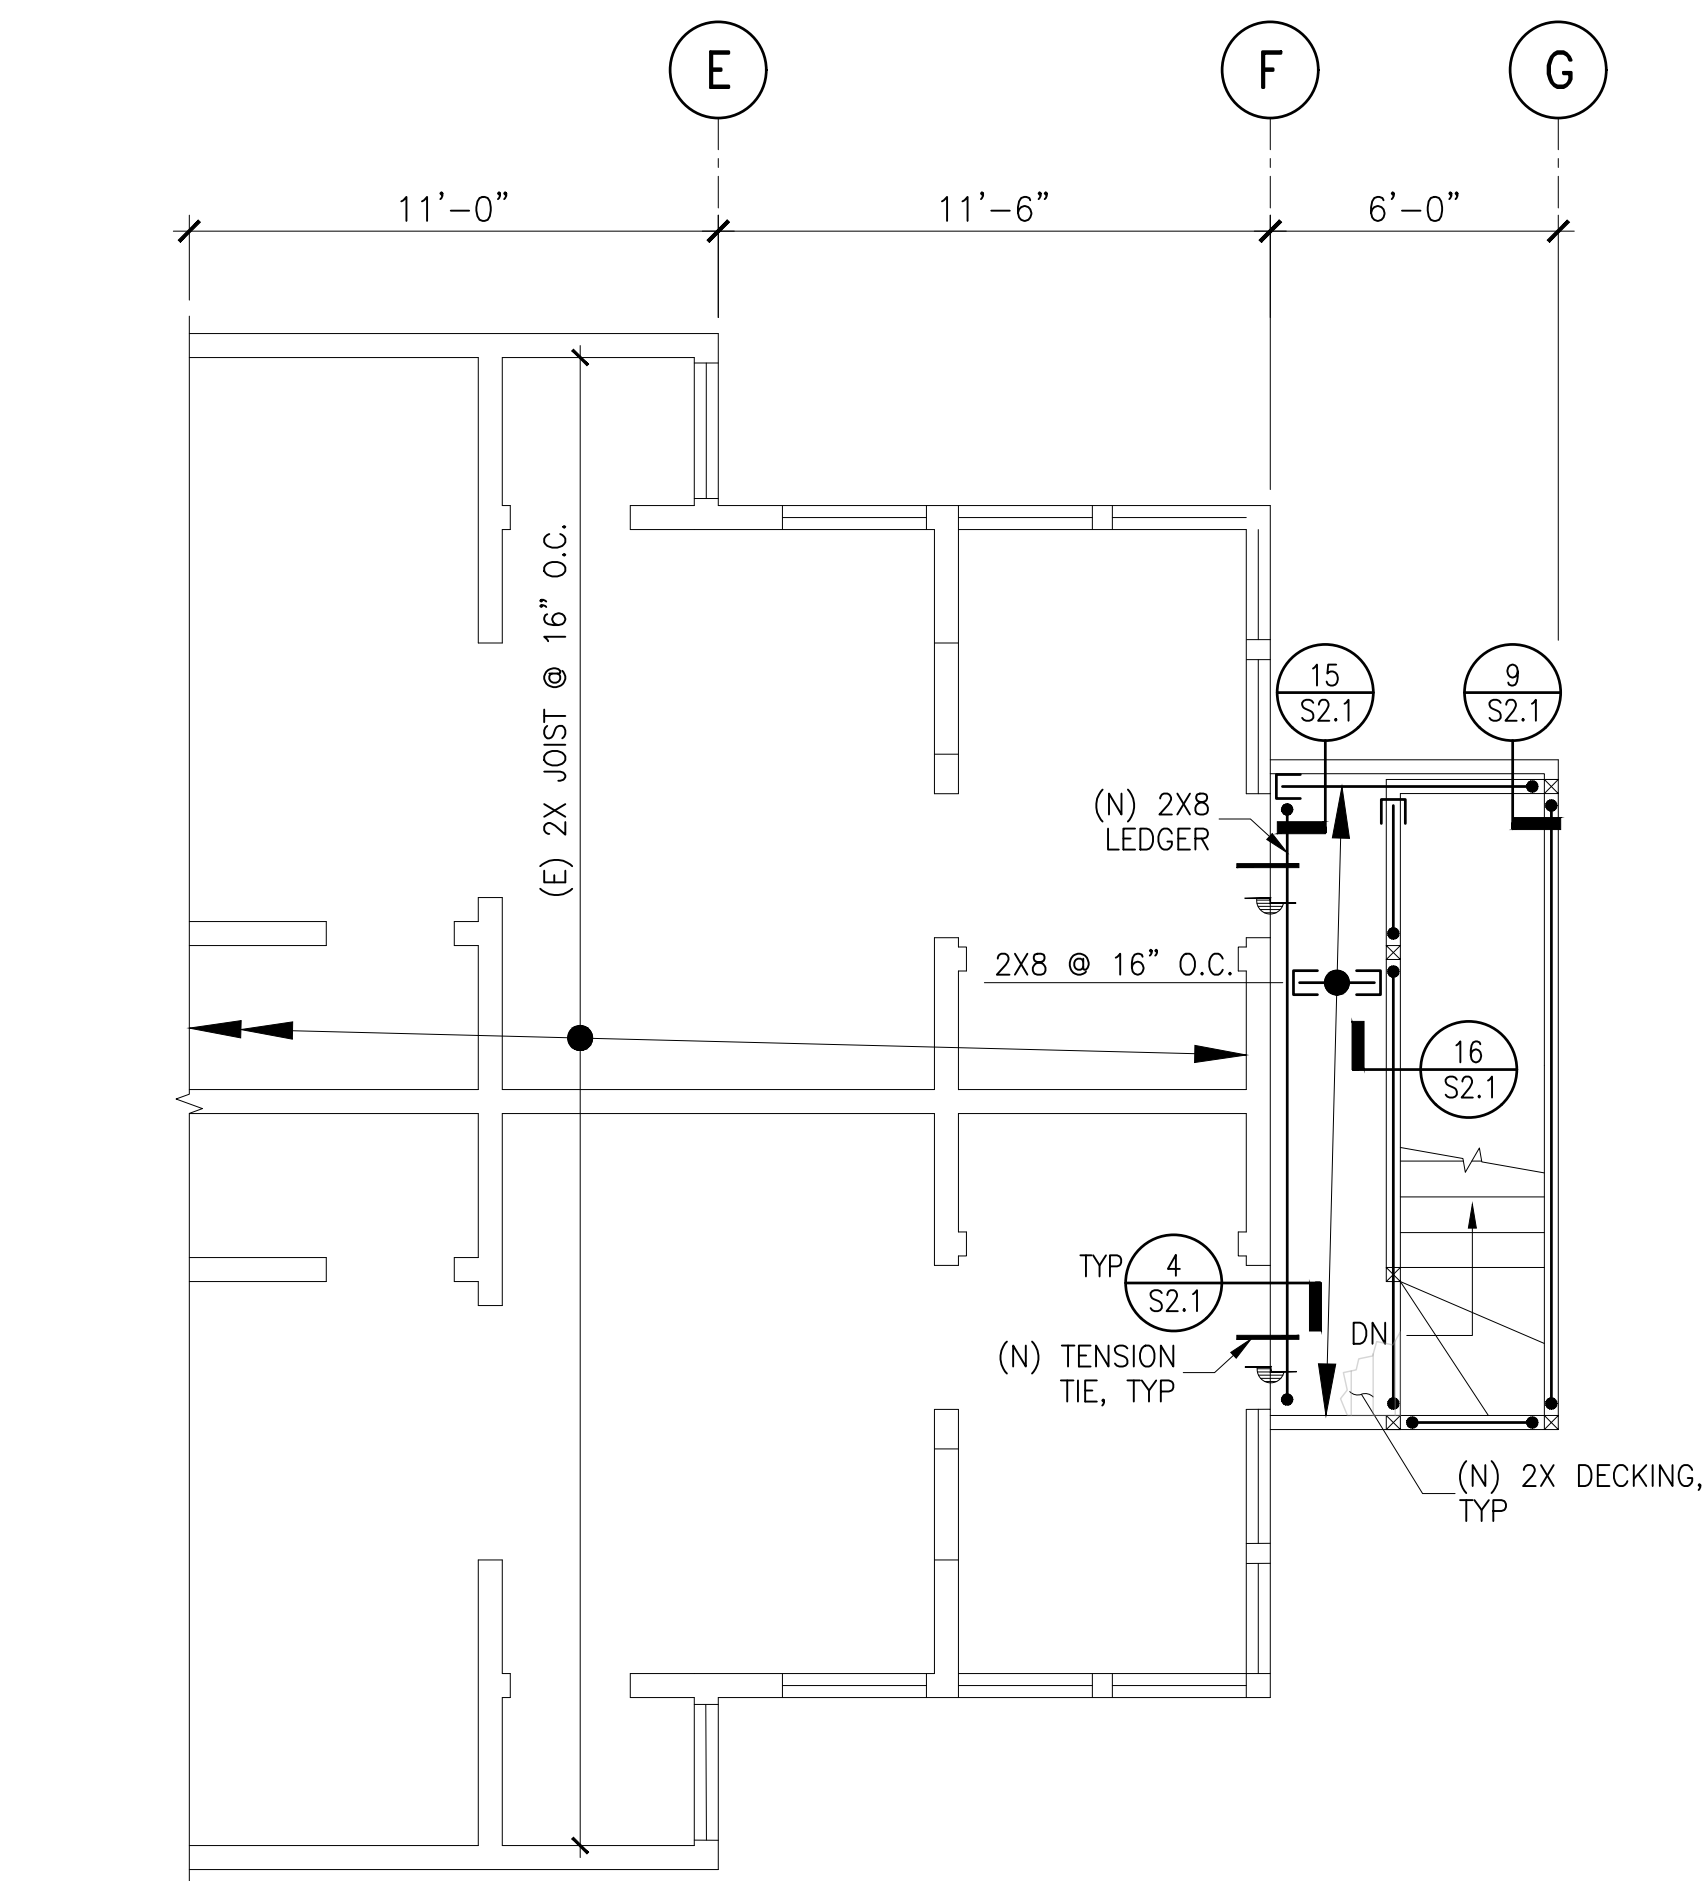 E
F
G
11'-0"
11'-6"
6'-0"
(E) 2X JOIST @ 16" O.C.
15
S2.1
9
S2.1
(N) 2X8
LEDGER
2X8 @ 16" O.C.
16
S2.1
TYP
4
S2.1
DN
(N) TENSION
TIE, TYP
(N) 2X DECKING,
TYP